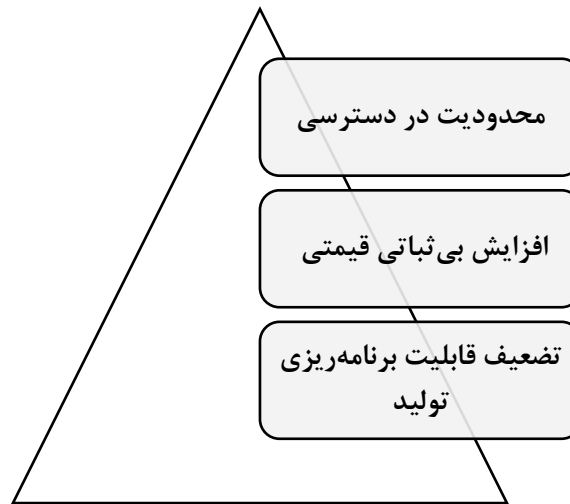 محدودیت در دسترسی
افزایش بی‌ثباتی قیمتی
تضعیف قابلیت برنامه‌ریزی
تولید